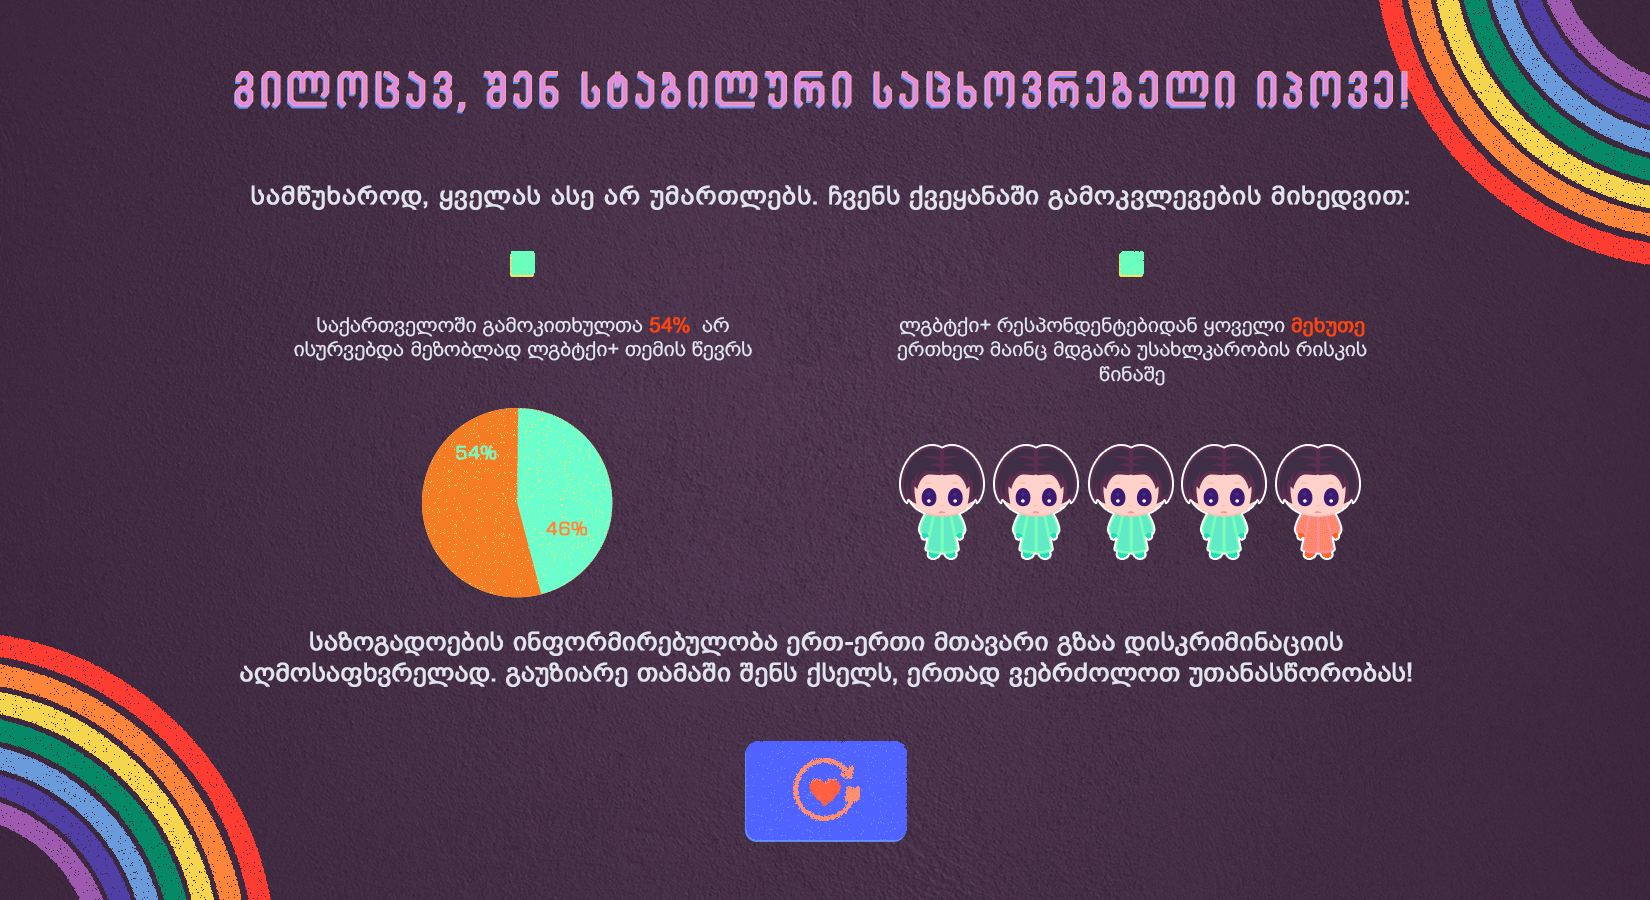 გილოცავ, შენ სტაბილური საცხოვრებელი იპოვე!
სამწუხაროდ, ყველას ასე არ უმართლებს. ჩვენს ქვეყანაში გამოკვლევების მიხედვით:
საქართველოში გამოკითხულთა 54% არ
ისურვებდა მეზობლად ლგბტქი+ თემის წევრს
ლგბტქი+ რესპონდენტებიდან ყოველი მეხუთე
ერთხელ მაინც მდგარა უსახლკარობის რისკის
წინაშე
54%
46%
საზოგადოების ინფორმირებულობა ერთ-ერთი მთავარი გზაა დისკრიმინაციის
აღმოსაფხვრელად. გაუზიარე თამაში შენს ქსელს, ერთად ვებრძოლოთ უთანასწორობას!